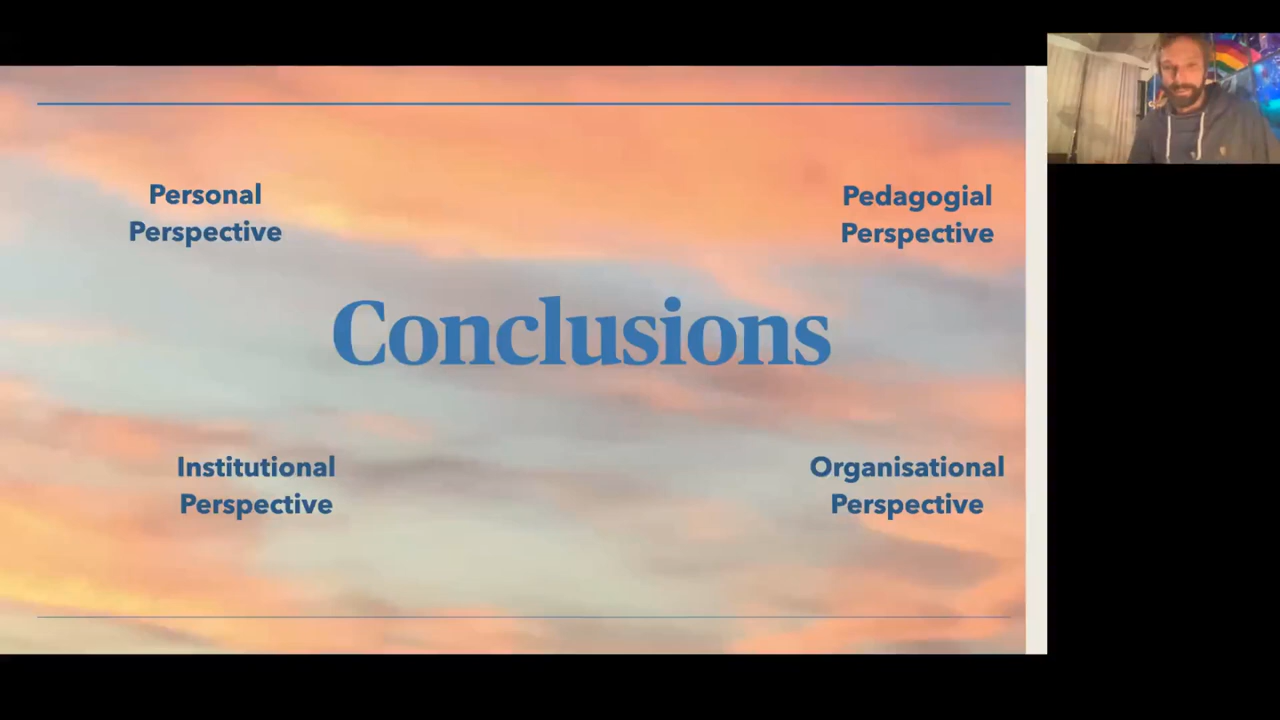 Personal
Perspective
Pedagogial
Perspective
Conclusions
Institutional
Perspective
Organisational
Perspective